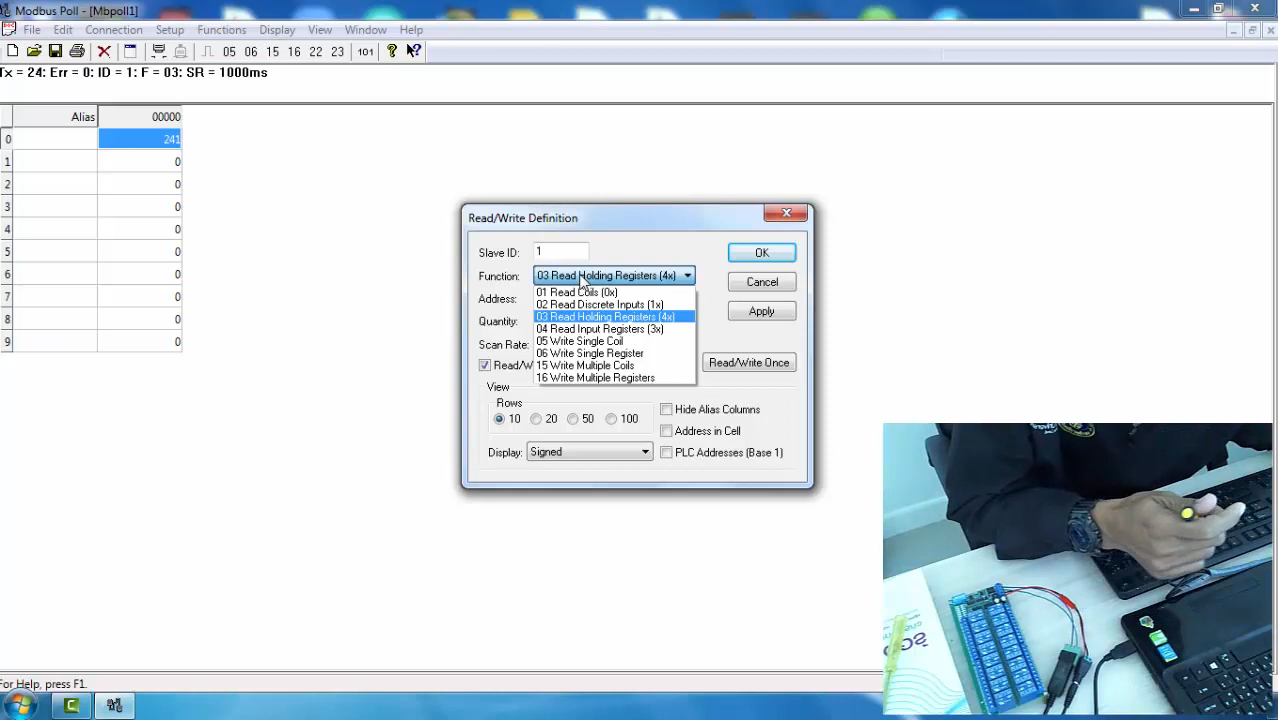 Modbus Poll - [Mbpoll1]
File Edit Connection Setup Functions Display View Window Help
05 06 15 16 22 23 101
Tx = 24: Err = 0: ID = 1: F = 03: SR = 1000ms
Alias 00000
0 241
1 0
2 0
3 0
4 0
5 0
6 0
7 0
8 0
9 0
Read/Write Definition
Slave ID: 1 OK
Function: 03 Read Holding Registers (4x) Cancel
01 Read Coils (0x)
Address: 02 Read Discrete Inputs (1x)
03 Read Holding Registers (4x) Apply
Quantity: 04 Read Input Registers (3x)
Scan Rate: 05 Write Single Coil
06 Write Single Register
Read/W 15 Write Multiple Coils Read/Write Once
16 Write Multiple Registers
View
Rows
10 20 50 100
Hide Alias Columns
Address in Cell
Display: Signed PLC Addresses (Base 1)
For Help, press F1.